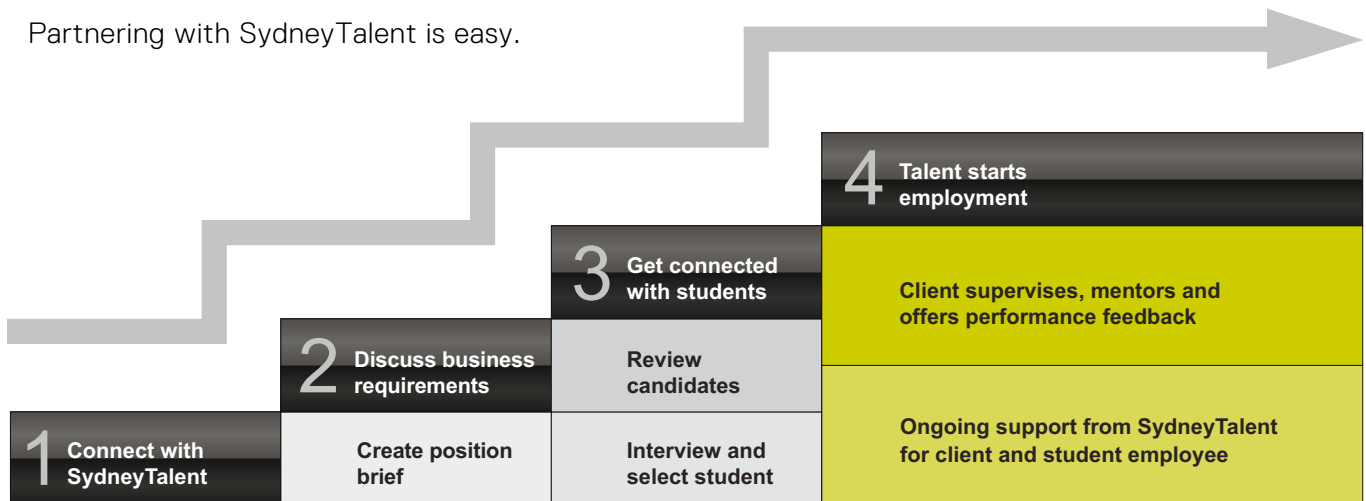 Partnering with SydneyTalent is easy.
1
Connect with
SydneyTalent
2
Discuss business
requirements
Create position
brief
3
Get connected
with students
Review
candidates
Interview and
select student
4
Talent starts
employment
Client supervises, mentors and
offers performance feedback
Ongoing support from SydneyTalent
for client and student employee